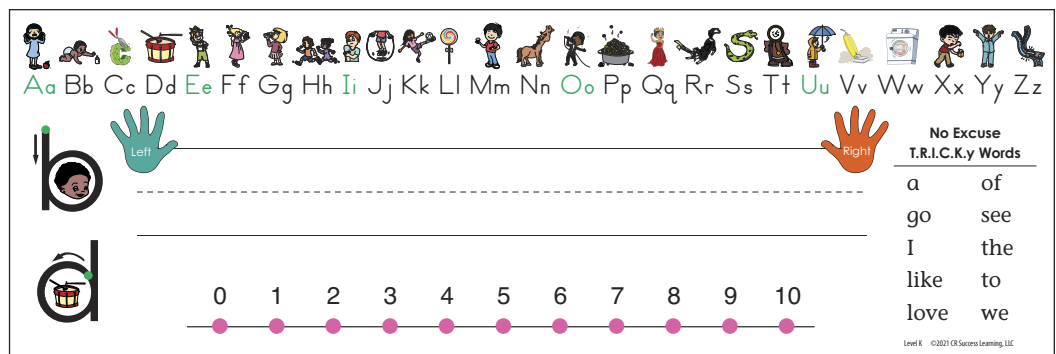 Aa Bb Cc Dd Ee Ff Gg Hh Ii Jj Kk Ll Mm Nn Oo Pp Qq Rr Ss Tt Uu Vv Ww Xx Yy Zz
b
Left
Right
d
0 1 2 3 4 5 6 7 8 9 10
No Excuse
T.R.I.C.K.y Words
a of
go see
I the
like to
love we
Level K ©2021 CR Success Learning, LLC